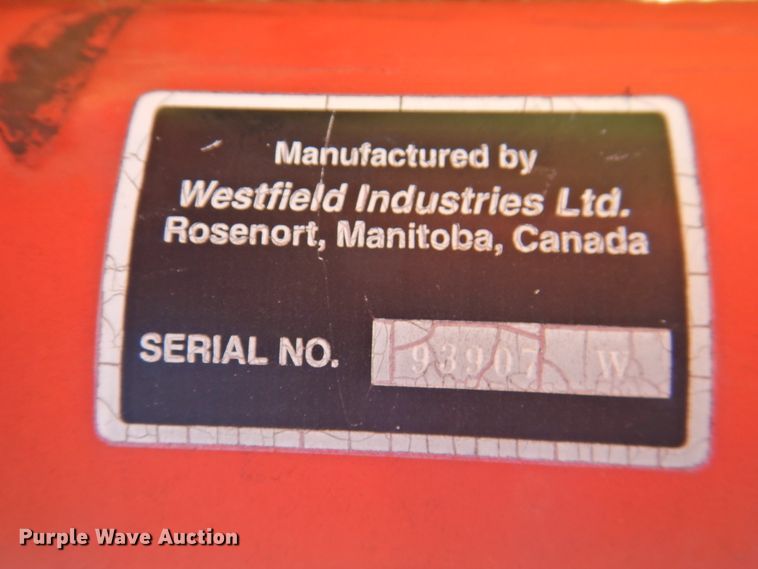 Manufactured by
Westfield Industries Ltd.
Rosenort, Manitoba, Canada
SERIAL NO. 93907 W
Purple Wave Auction